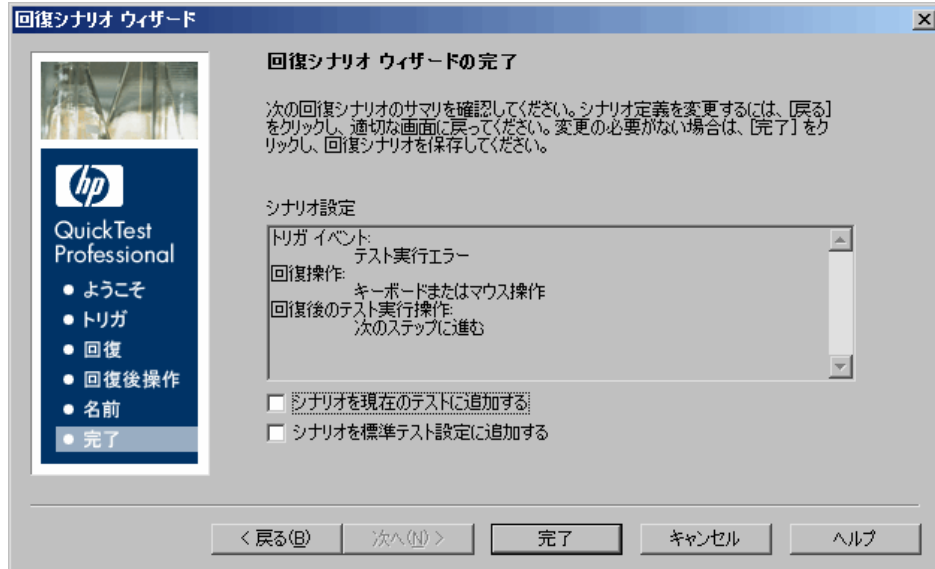 回復シナリオ ウィザード
回復シナリオ ウィザードの完了
次の回復シナリオのサマリを確認してください。シナリオ定義を変更するには、[戻る]
をクリックし、適切な画面に戻ってください。変更の必要がない場合は、[完了] をク
リックし、回復シナリオを保存してください。
hp
QuickTest
Professional
ようこそ
トリガ
回復
回復後操作
名前
完了
シナリオ設定
トリガ イベント:
テスト実行エラー
回復操作:
キーボードまたはマウス操作
回復後のテスト実行操作:
次のステップに進む
シナリオを現在のテストに追加する
シナリオを標準テスト設定に追加する
< 戻る(B)
次へ(N) >
完了
キャンセル
ヘルプ